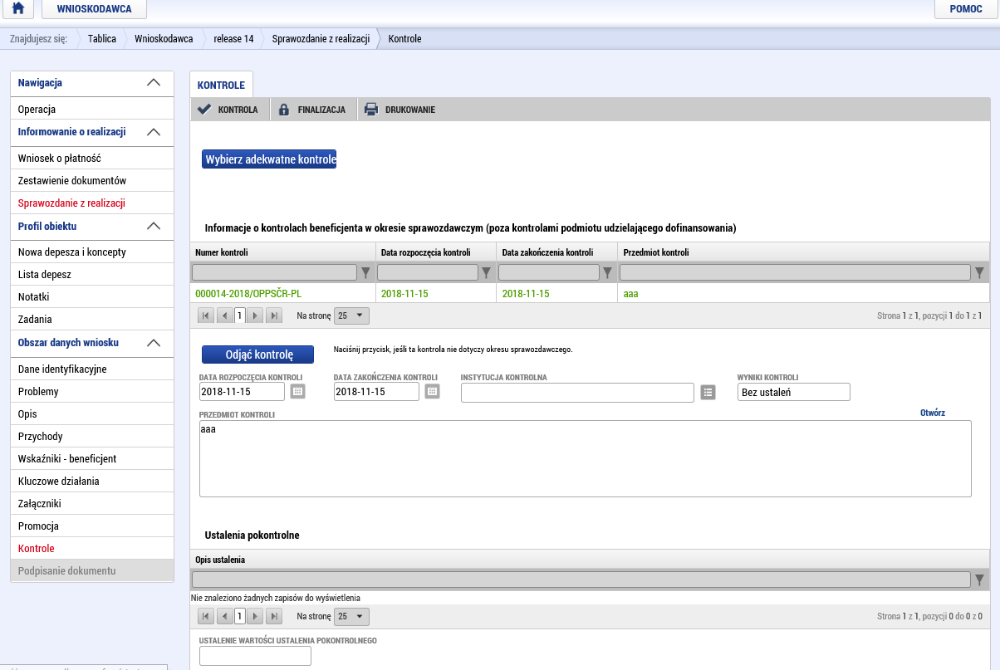 WNIOSKODAWCA
POMOC
Znajdujesz się: Tablica Wnioskodawca release 14 Sprawozdanie z realizacji Kontrole
Nawigacja
Operacja
Informowanie o realizacji
Wniosek o płatność
Zestawienie dokumentów
Sprawozdanie z realizacji
Profil obiektu
Nowa depesza i koncepty
Lista depesz
Notatki
Zadania
Obszar danych wniosku
Dane identyfikacyjne
Problemy
Opis
Przychody
Wskaźniki - beneficjent
Kluczowe działania
Załączniki
Promocja
Kontrole
Podpisanie dokumentu
KONTROLE
KONTROLA FINALIZACJA DRUKOWANIE
Wybierz adekwatne kontrole
Informacje o kontrolach beneficjenta w okresie sprawozdawczym (poza kontrolami podmiotu udzielającego dofinansowania)
Numer kontroli Data rozpoczęcia kontroli Data zakończenia kontroli Przedmiot kontroli
000014-2018/OPPSČR-PL 2018-11-15 2018-11-15 aaa
1 Na stronę 25 Strona 1 z 1, pozycji 1 do 1 z 1
Odjąć kontrolę Naciśnij przycisk, jeśli ta kontrola nie dotyczy okresu sprawozdawczego.
DATA ROZPOCZĘCIA KONTROLI DATA ZAKOŃCZENIA KONTROLI INSTYTUCJA KONTROLNA WYNIKI KONTROLI
2018-11-15 2018-11-15 Bez ustaleń
PRZEDMIOT KONTROLI Otwórz
aaa
Ustalenia pokontrolne
Opis ustalenia
Nie znaleziono żadnych zapisów do wyświetlenia
1 Na stronę 25 Strona 1 z 1, pozycji 0 do 0 z 0
USTALENIE WARTOŚCI USTALENIA POKONTROLNEGO